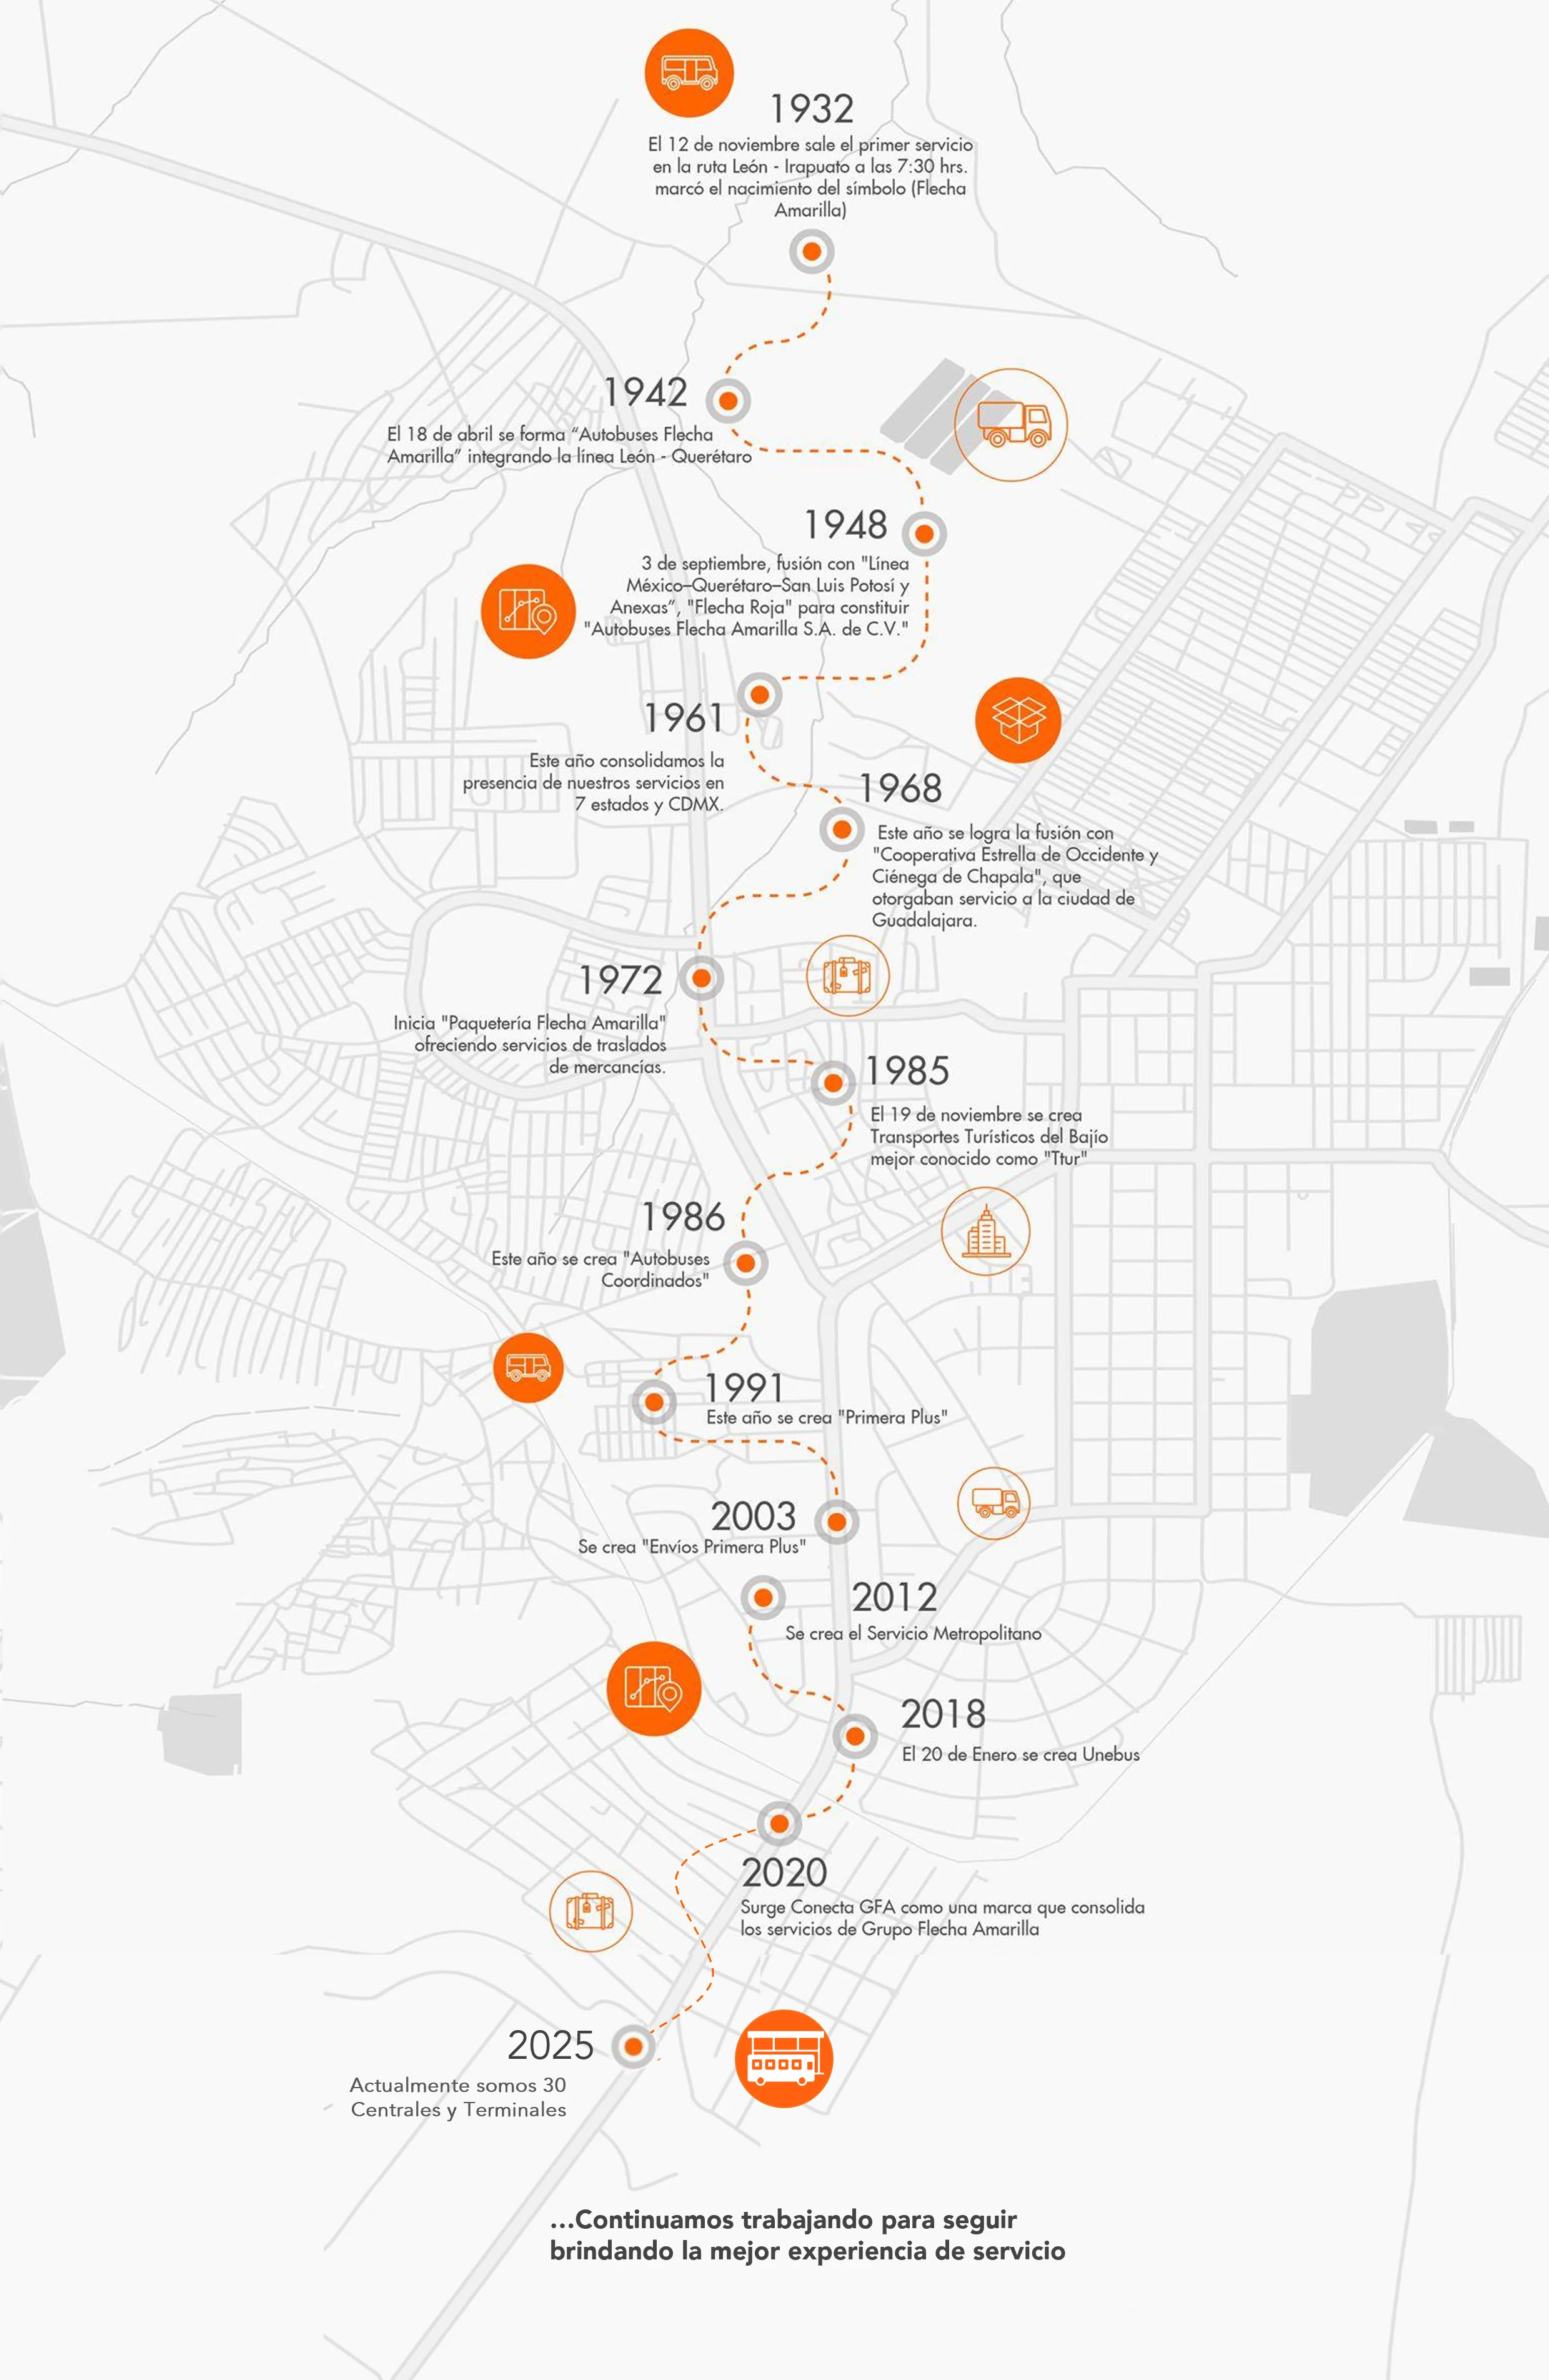 1932
El 12 de noviembre sale el primer servicio
en la ruta León - Irapuato a las 7:30 hrs.
marcó el nacimiento del símbolo (Flecha
Amarilla)
1942
El 18 de abril se forma “Autobuses Flecha
Amarilla” integrando la línea León - Querétaro
1948
3 de septiembre, fusión con "Línea
México–Querétaro–San Luis Potosí y
Anexas”, "Flecha Roja" para constituir
"Autobuses Flecha Amarilla S.A. de C.V."
1961
Este año consolidamos la
presencia de nuestros servicios en
7 estados y CDMX.
1968
Este año se logra la fusión con
"Cooperativa Estrella de Occidente y
Ciénega de Chapala", que
otorgaban servicio a la ciudad de
Guadalajara.
1972
Inicia "Paquetería Flecha Amarilla"
ofreciendo servicios de traslados
de mercancías.
1985
El 19 de noviembre se crea
Transportes Turísticos del Bajío
mejor conocido como "Ttur"
1986
Este año se crea "Autobuses
Coordinados"
1991
Este año se crea "Primera Plus"
2003
Se crea "Envíos Primera Plus"
2012
Se crea el Servicio Metropolitano
2018
El 20 de Enero se crea Unebus
2020
Surge Conecta GFA como una marca que consolida
los servicios de Grupo Flecha Amarilla
2025
Actualmente somos 30
Centrales y Terminales
...Continuamos trabajando para seguir
brindando la mejor experiencia de servicio